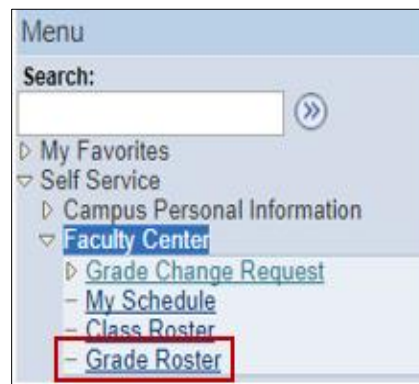 Menu
Search:
My Favorites
Self Service
Campus Personal Information
Faculty Center
Grade Change Request
My Schedule
Class Roster
Grade Roster